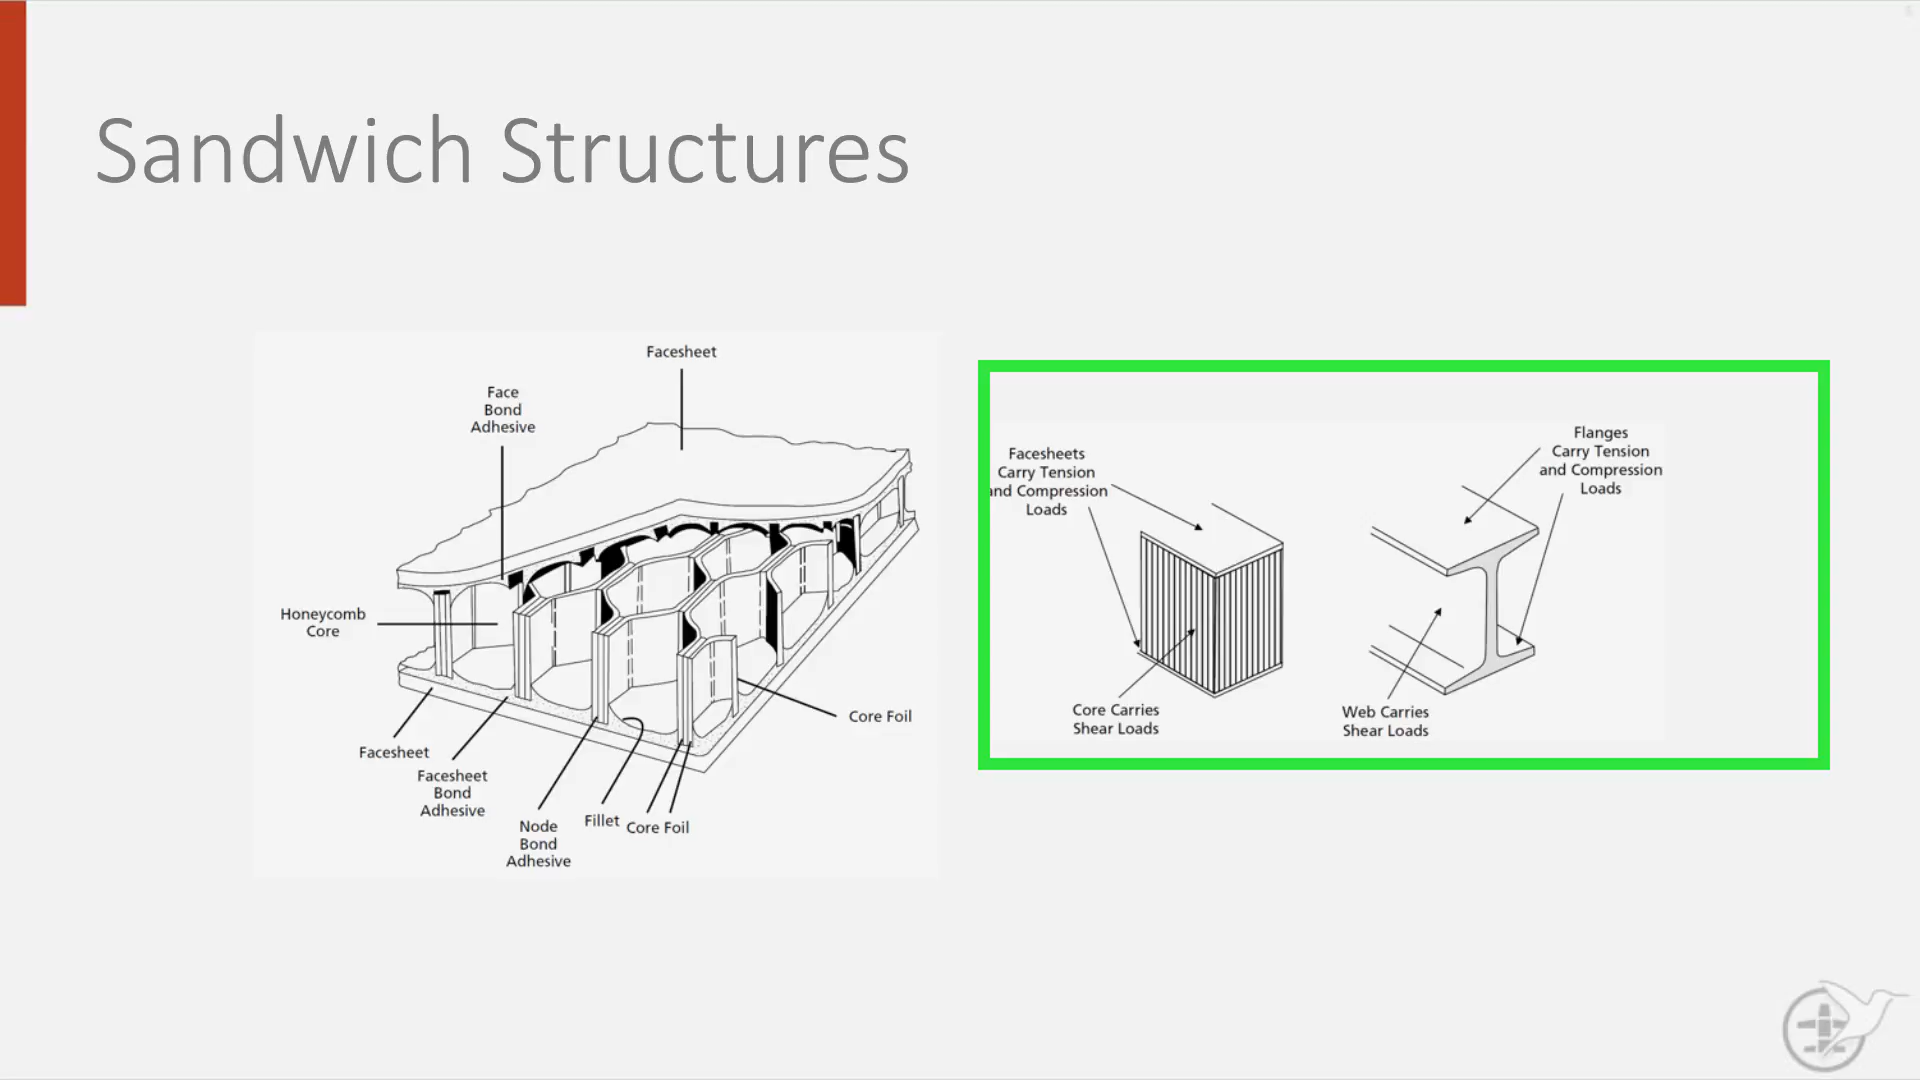 Sandwich Structures
Facesheet
Face
Bond
Adhesive
Honeycomb
Core
Core Foil
Facesheet
Facesheet
Bond
Adhesive
Node
Bond
Adhesive
Fillet
Core Foil
Facesheets
Carry Tension
and Compression
Loads
Core Carries
Shear Loads
Flanges
Carry Tension
and Compression
Loads
Web Carries
Shear Loads